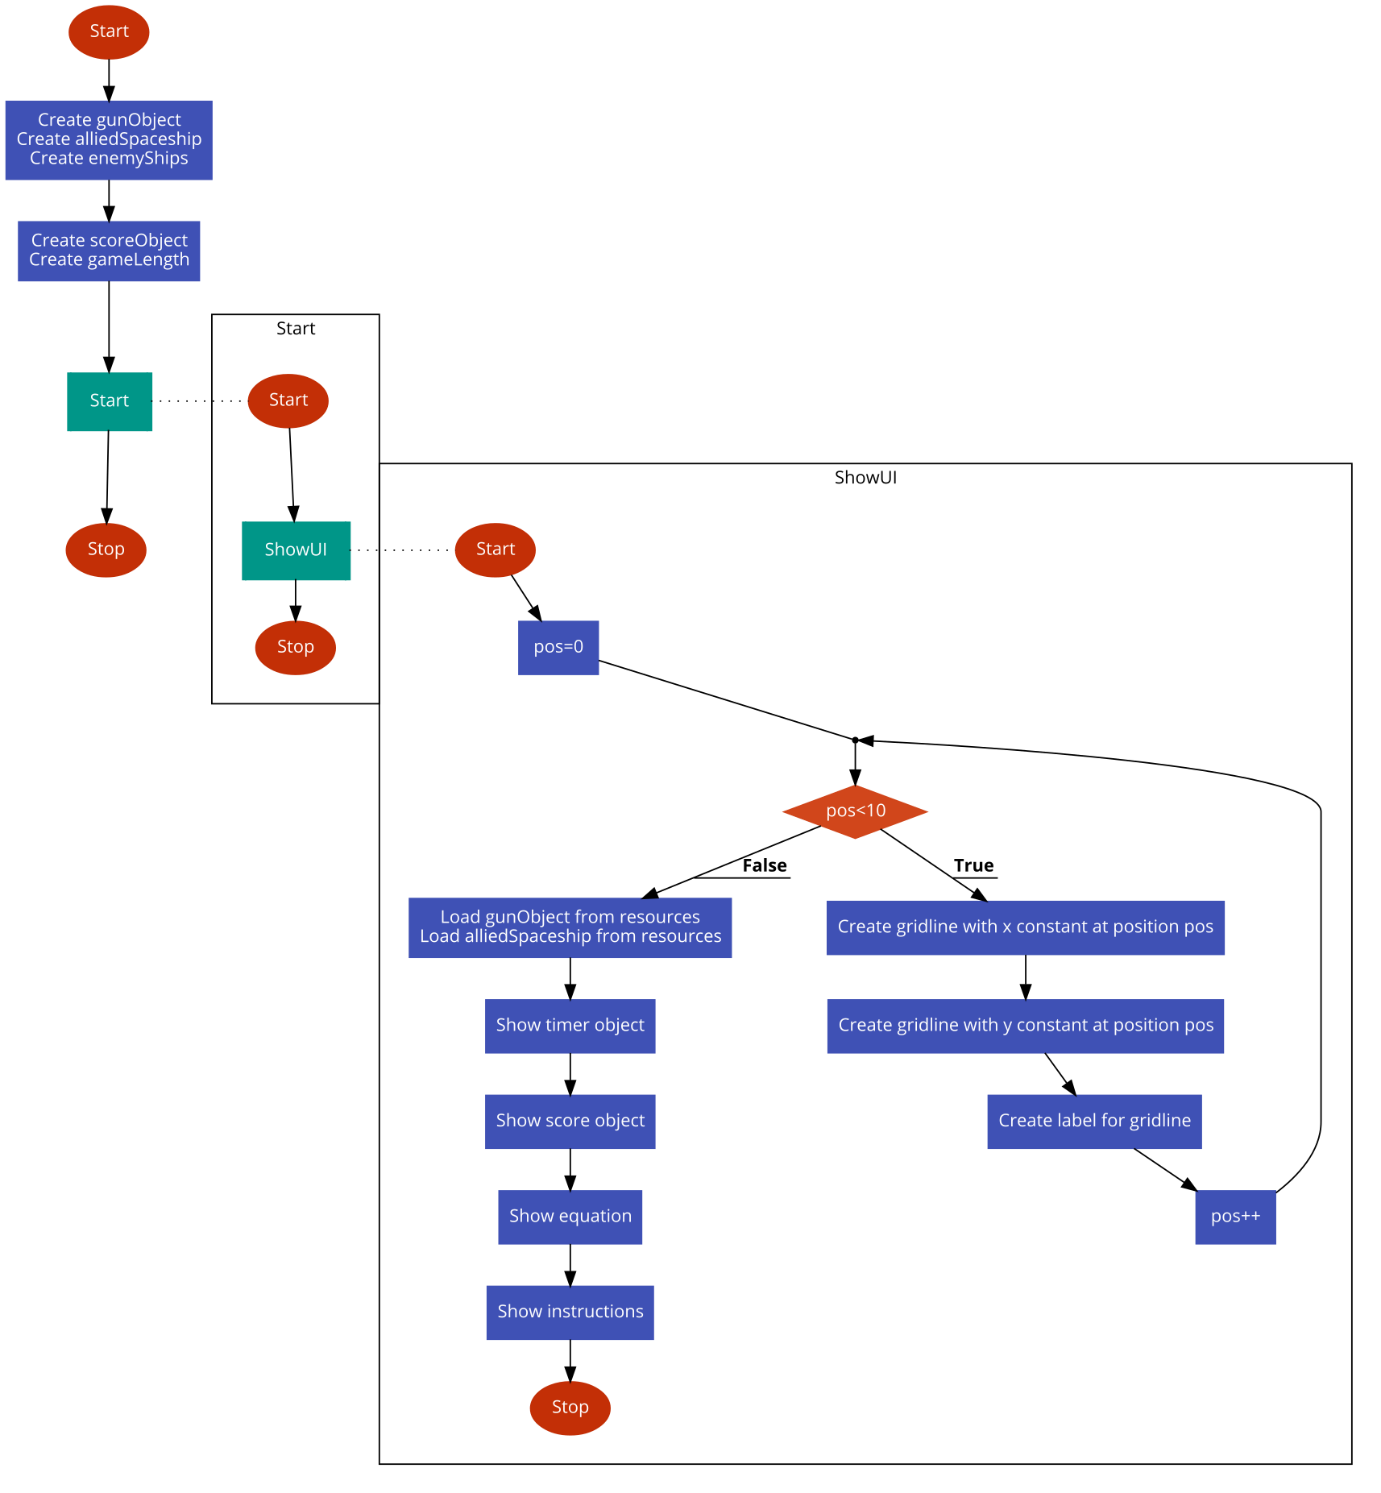 Start
Create gunObject
Create alliedSpaceship
Create enemyShips
Create scoreObject
Create gameLength
Start
Stop
Start
Start
ShowUI
Stop
ShowUI
Start
pos=0
pos<10
False
True
Load gunObject from resources
Load alliedSpaceship from resources
Show timer object
Show score object
Show equation
Show instructions
Stop
Create gridline with x constant at position pos
Create gridline with y constant at position pos
Create label for gridline
pos++